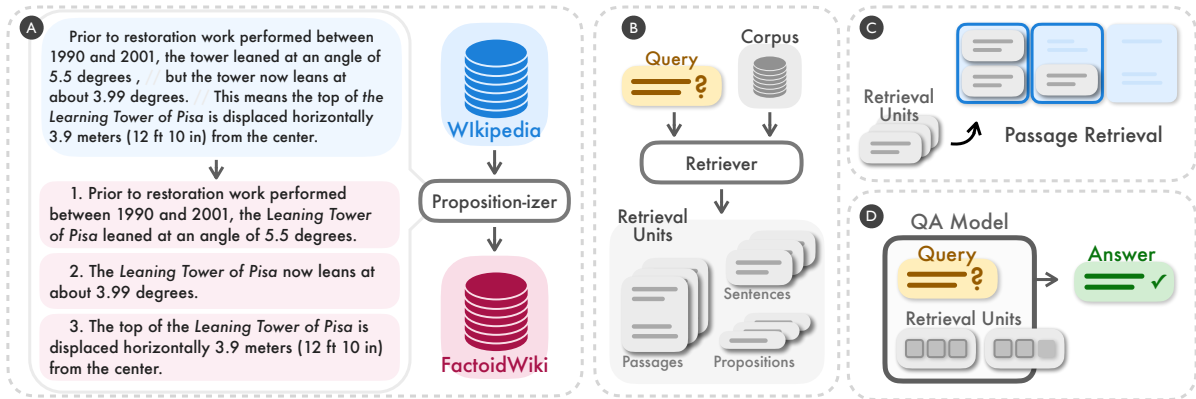 A
Prior to restoration work performed between
1990 and 2001, the tower leaned at an angle of
5.5 degrees , // but the tower now leans at
about 3.99 degrees. // This means the top of the
Leaning Tower of Pisa is displaced horizontally
3.9 meters (12 ft 10 in) from the center.
1. Prior to restoration work performed
between 1990 and 2001, the Leaning Tower
of Pisa leaned at an angle of 5.5 degrees.
2. The Leaning Tower of Pisa now leans at
about 3.99 degrees.
3. The top of the Leaning Tower of Pisa is
displaced horizontally 3.9 meters (12 ft 10 in)
from the center.
WIkipedia
Proposition-izer
FactoidWiki
B
Query
?
Corpus
Retriever
Retrieval
Units
Passages
Sentences
Propositions
C
Retrieval
Units
Passage Retrieval
D
QA Model
Query
?
Retrieval Units
Answer
✓